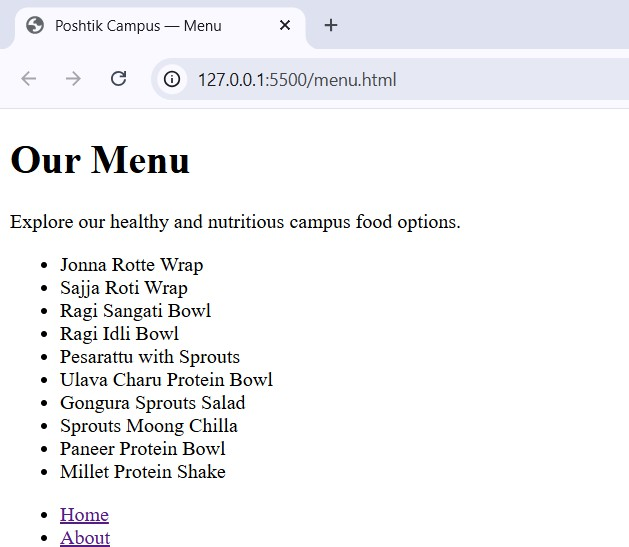 Poshtik Campus — Menu
127.0.0.1:5500/menu.html
Our Menu
Explore our healthy and nutritious campus food options.
Jonna Rotte Wrap
Sajja Roti Wrap
Ragi Sangati Bowl
Ragi Idli Bowl
Pesarattu with Sprouts
Ulava Charu Protein Bowl
Gongura Sprouts Salad
Sprouts Moong Chilla
Paneer Protein Bowl
Millet Protein Shake
Home
About